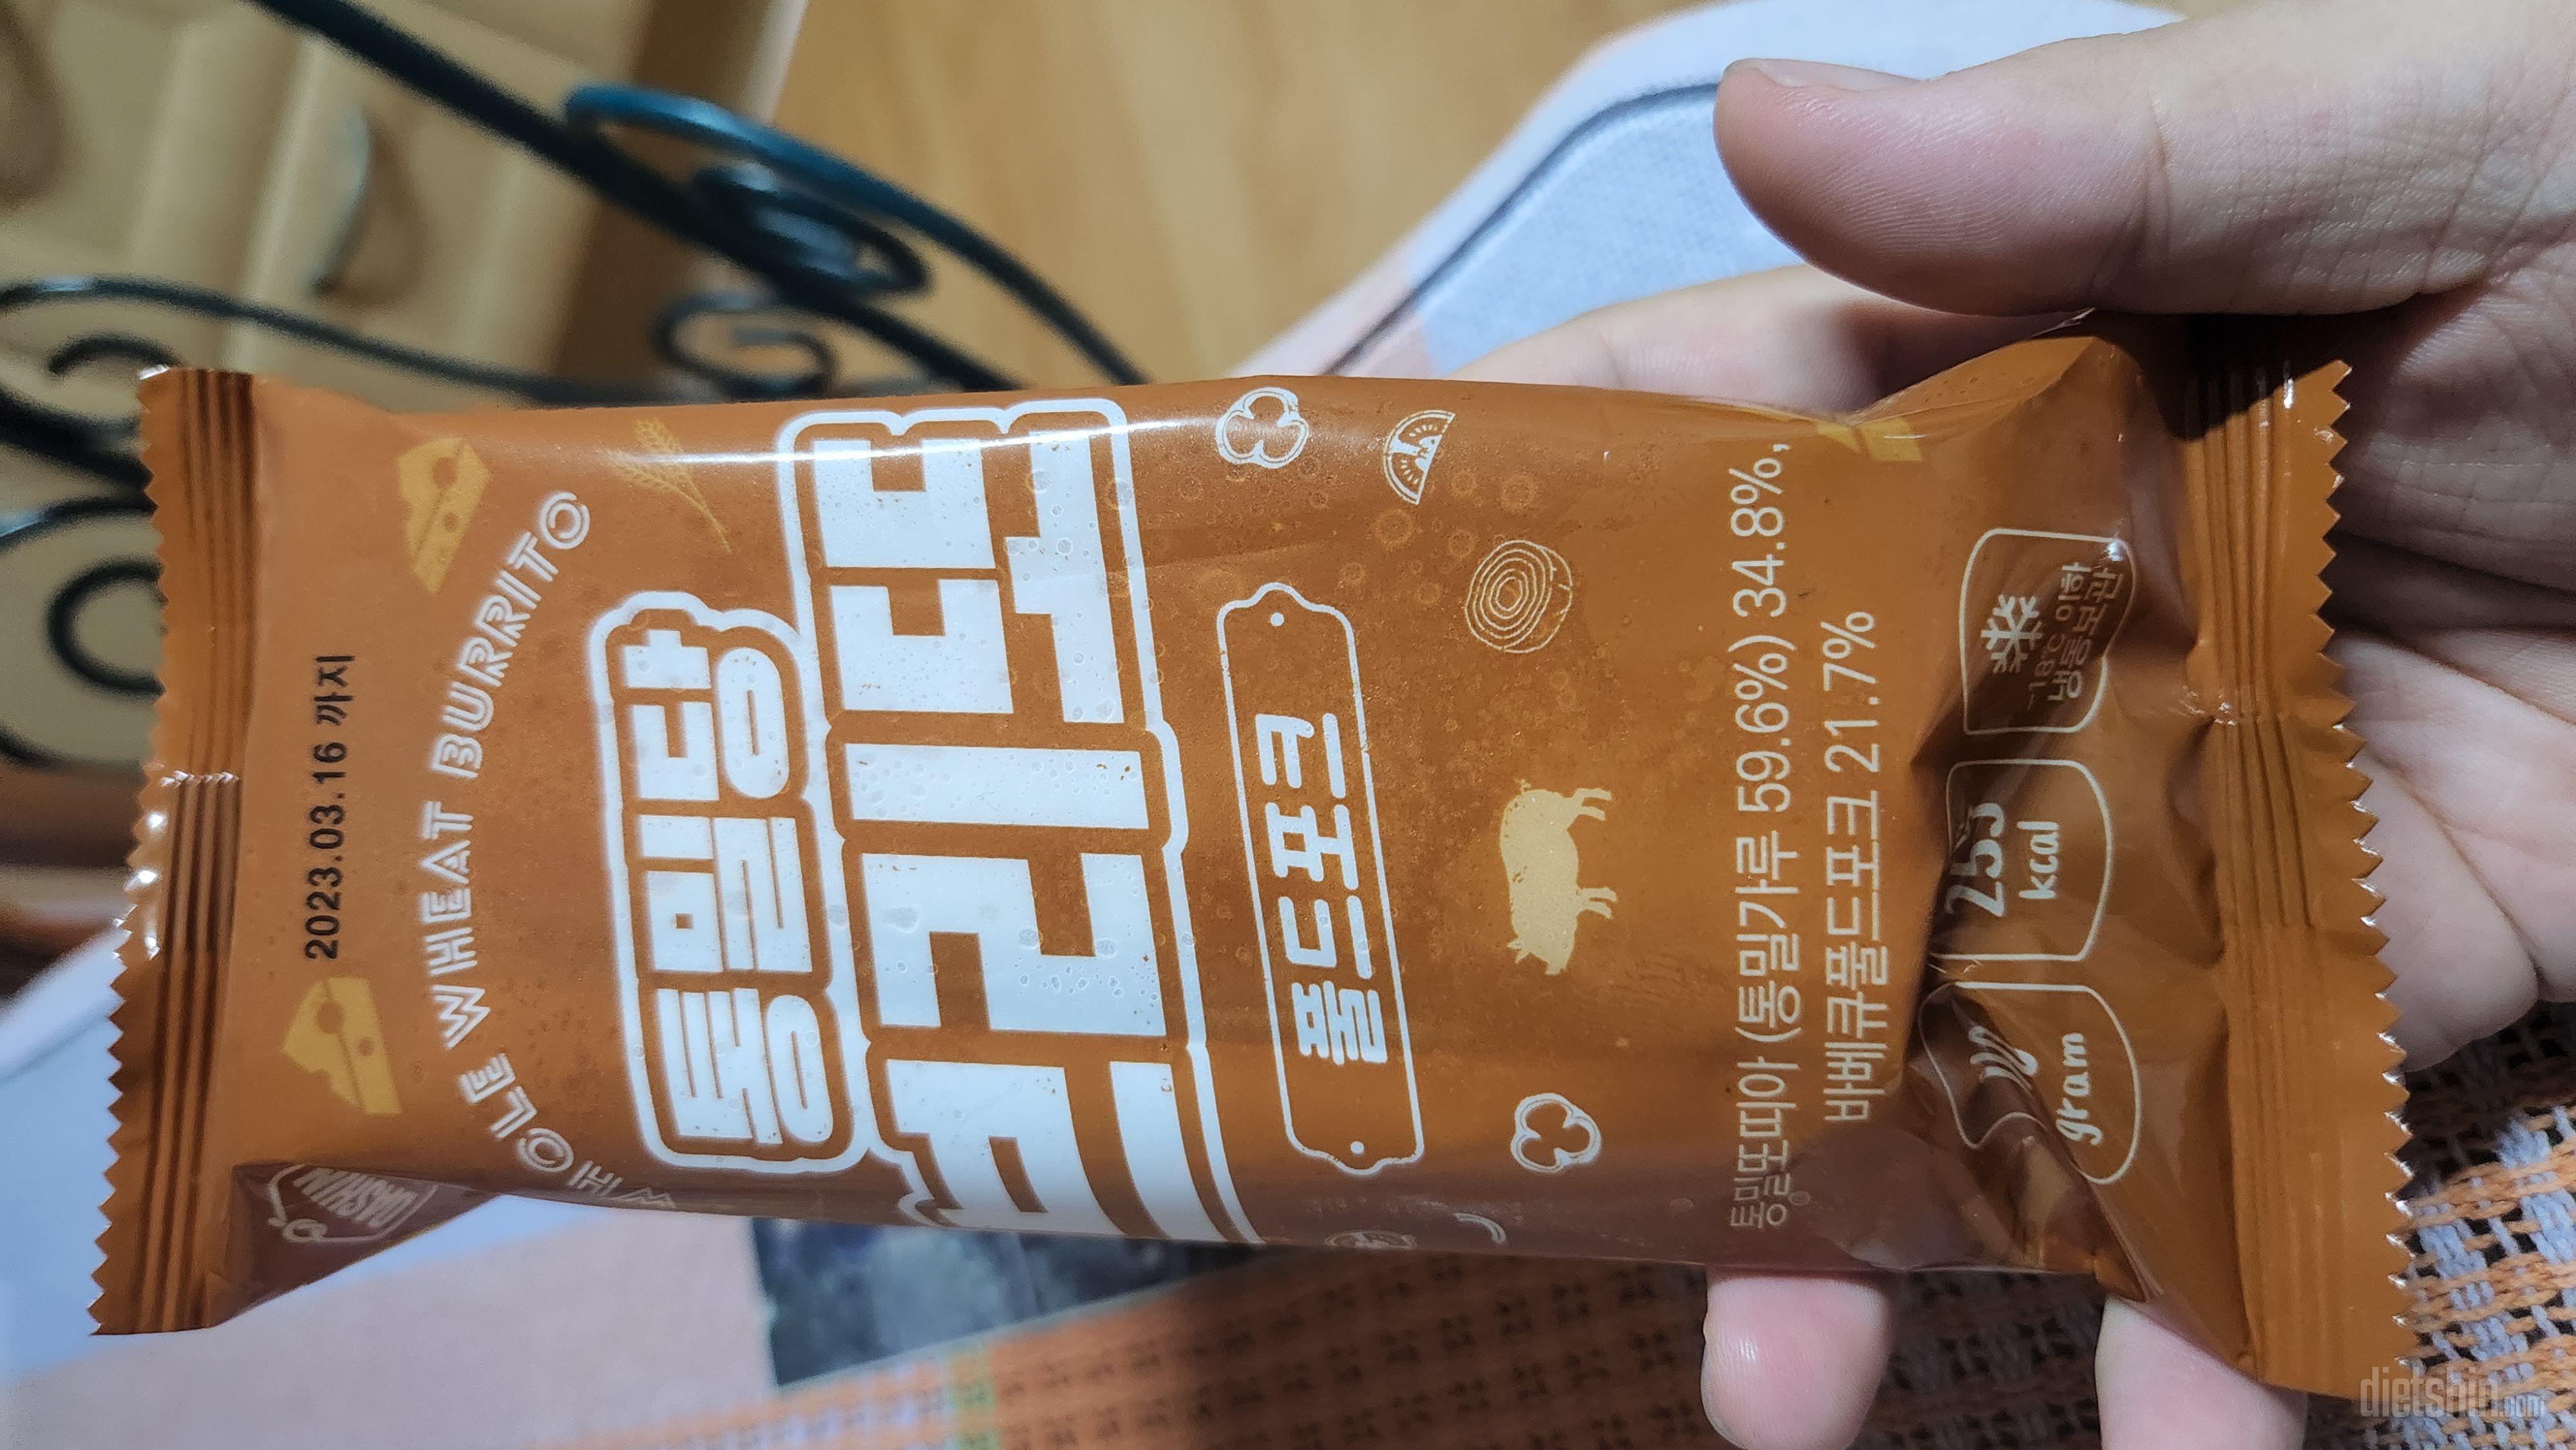 DASHIN
2023.03.16 까지
WHOLE WHEAT BURRITO
통밀당
브리또
풀드포크
통밀또띠아 (통밀가루 59.6%) 34.8%,
바베큐풀드포크 21.7%
gram
253
kcal
-18℃ 이하
냉동보관
dietshin.com